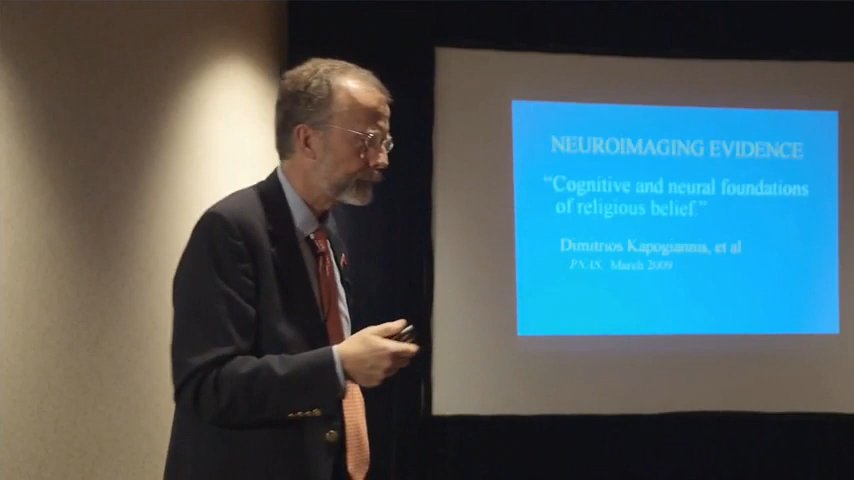 NEUROIMAGING EVIDENCE
“Cognitive and neural foundations
of religious belief.”
Dimitrios Kapogiannis, et al
PNAS. March 2009